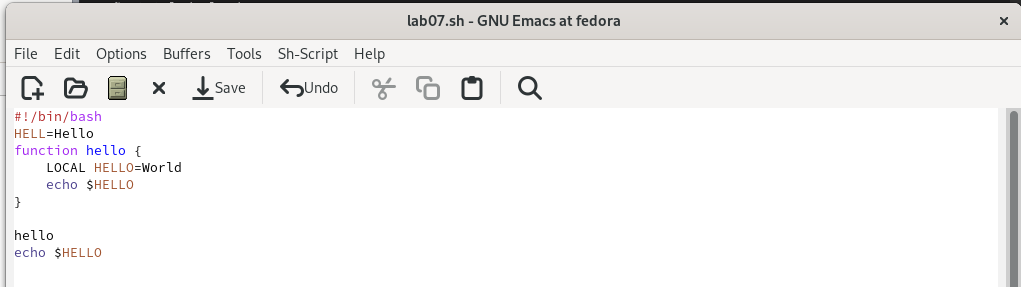 lab07.sh - GNU Emacs at fedora
File Edit Options Buffers Tools Sh-Script Help
Save Undo
#!/bin/bash
HELL=Hello
function hello {
    LOCAL HELLO=World
    echo $HELLO
}
hello
echo $HELLO